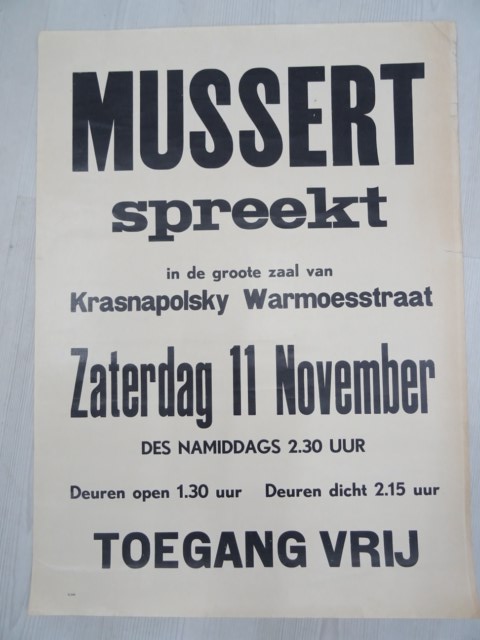 MUSSERT
spreekt
in de groote zaal van
Krasnapolsky Warmoesstraat
Zaterdag 11 November
DES NAMIDDAGS 2.30 UUR
Deuren open 1.30 uur Deuren dicht 2.15 uur
TOEGANG VRIJ